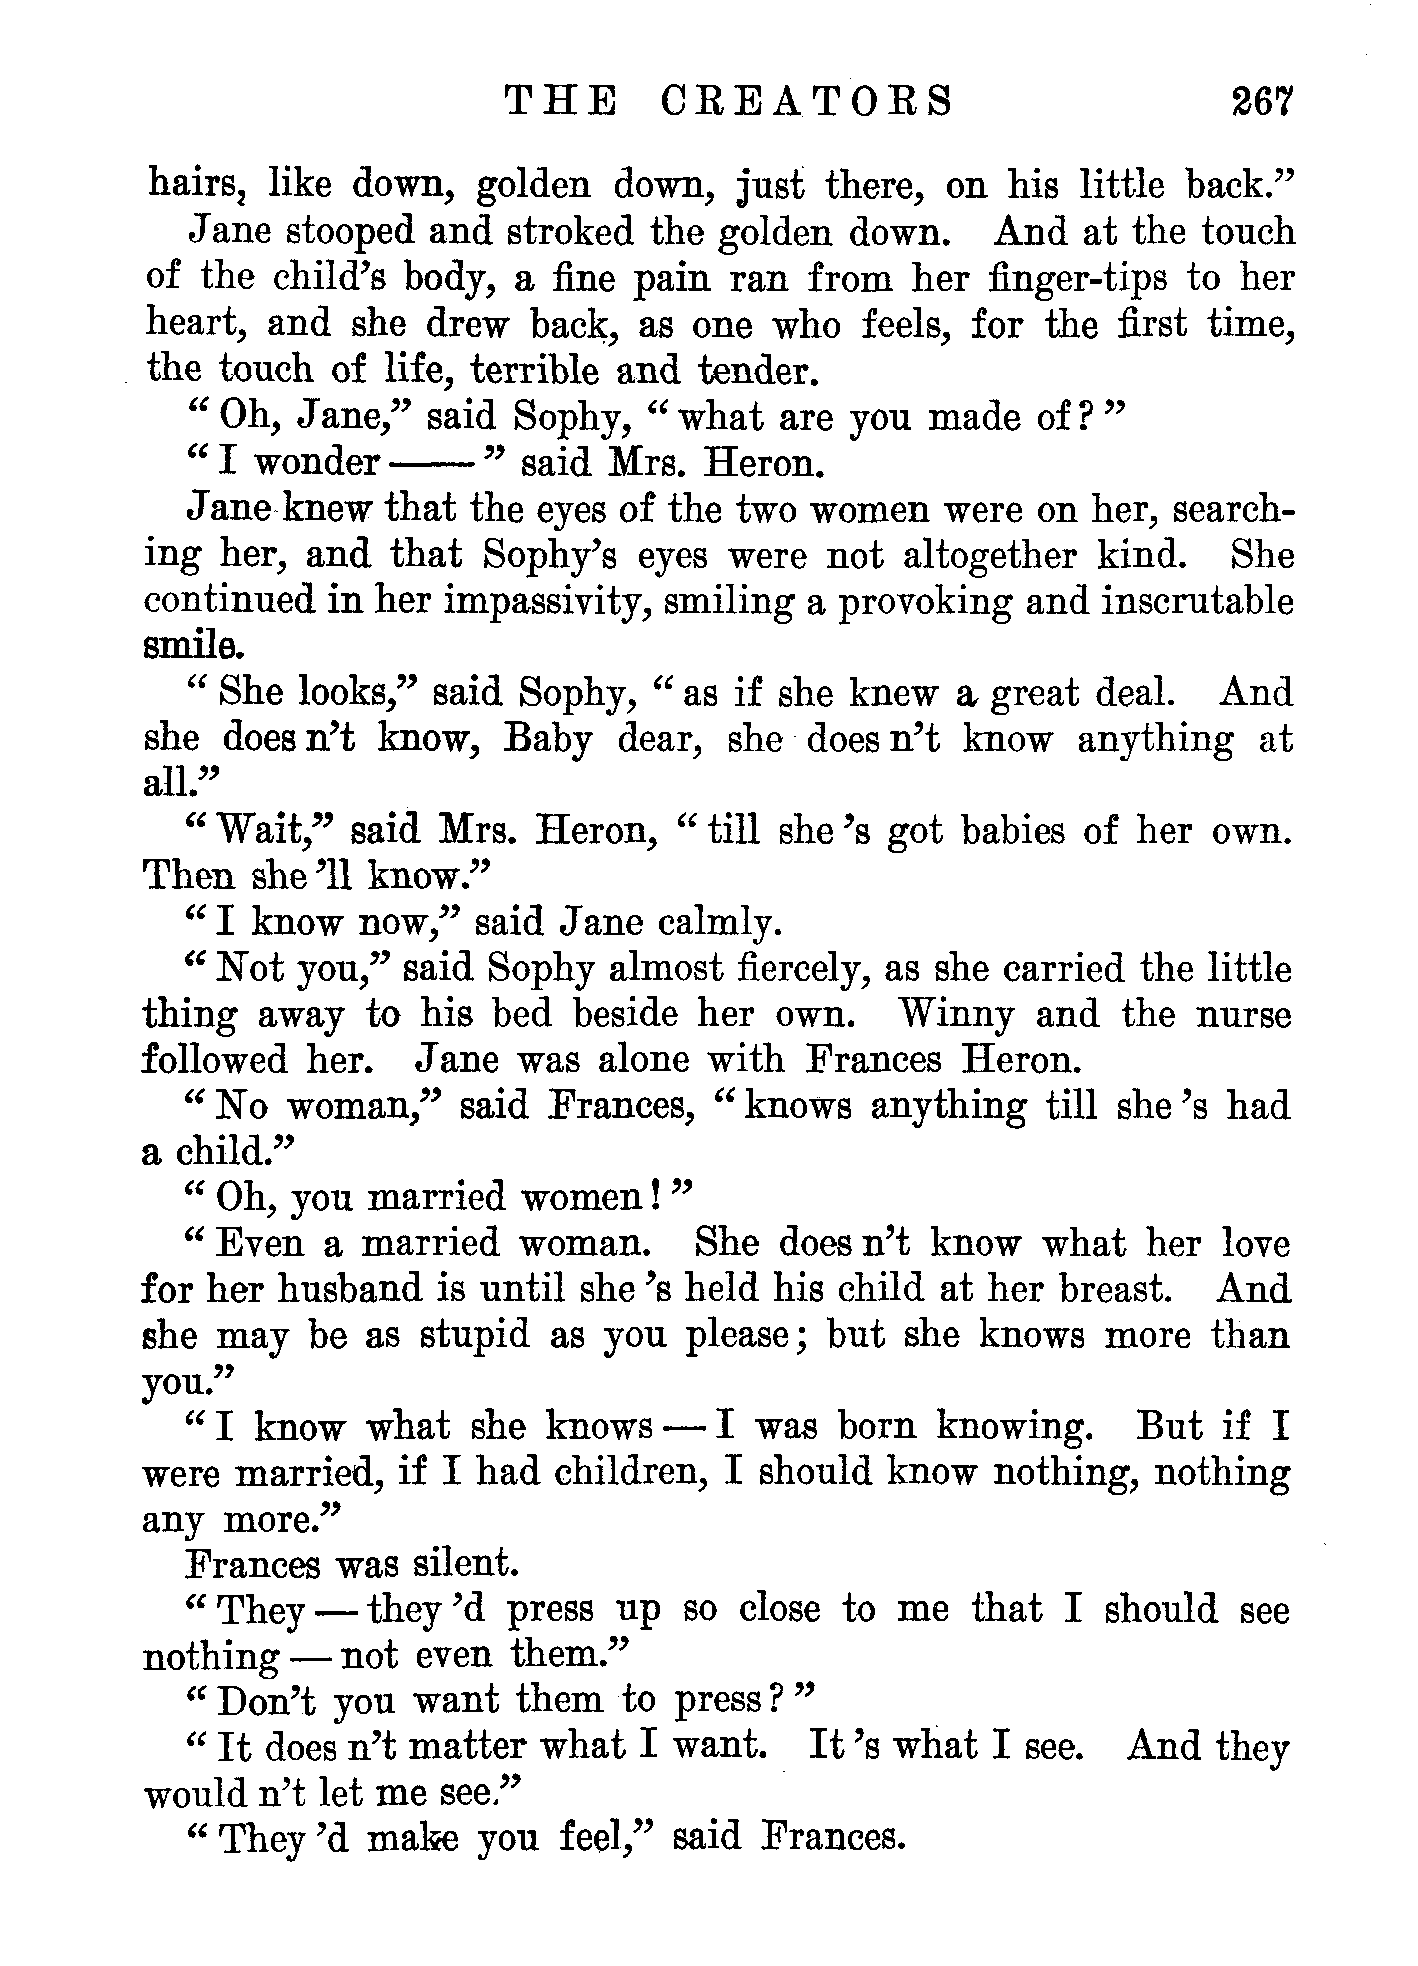 THE CREATORS 267
hairs, like down, golden down, just there, on his little back.”
Jane stooped and stroked the golden down. And at the touch
of the child’s body, a fine pain ran from her finger-tips to her
heart, and she drew back, as one who feels, for the first time,
the touch of life, terrible and tender.
“Oh, Jane,” said Sophy, “what are you made of?”
“I wonder——” said Mrs. Heron.
Jane knew that the eyes of the two women were on her, search-
ing her, and that Sophy’s eyes were not altogether kind. She
continued in her impassivity, smiling a provoking and inscrutable
smile.
“She looks,” said Sophy, “as if she knew a great deal. And
she does n’t know, Baby dear, she does n’t know anything at
all.”
“Wait,” said Mrs. Heron, “till she ’s got babies of her own.
Then she ’ll know.”
“I know now,” said Jane calmly.
“Not you,” said Sophy almost fiercely, as she carried the little
thing away to his bed beside her own. Winny and the nurse
followed her. Jane was alone with Frances Heron.
“No woman,” said Frances, “knows anything till she ’s had
a child.”
“Oh, you married women!”
“Even a married woman. She does n’t know what her love
for her husband is until she ’s held his child at her breast. And
she may be as stupid as you please; but she knows more than
you.”
“I know what she knows — I was born knowing. But if I
were married, if I had children, I should know nothing, nothing
any more.”
Frances was silent.
“They — they ’d press up so close to me that I should see
nothing — not even them.”
“Don’t you want them to press?”
“It does n’t matter what I want. It ’s what I see. And they
would n’t let me see.”
“They ’d make you feel,” said Frances.